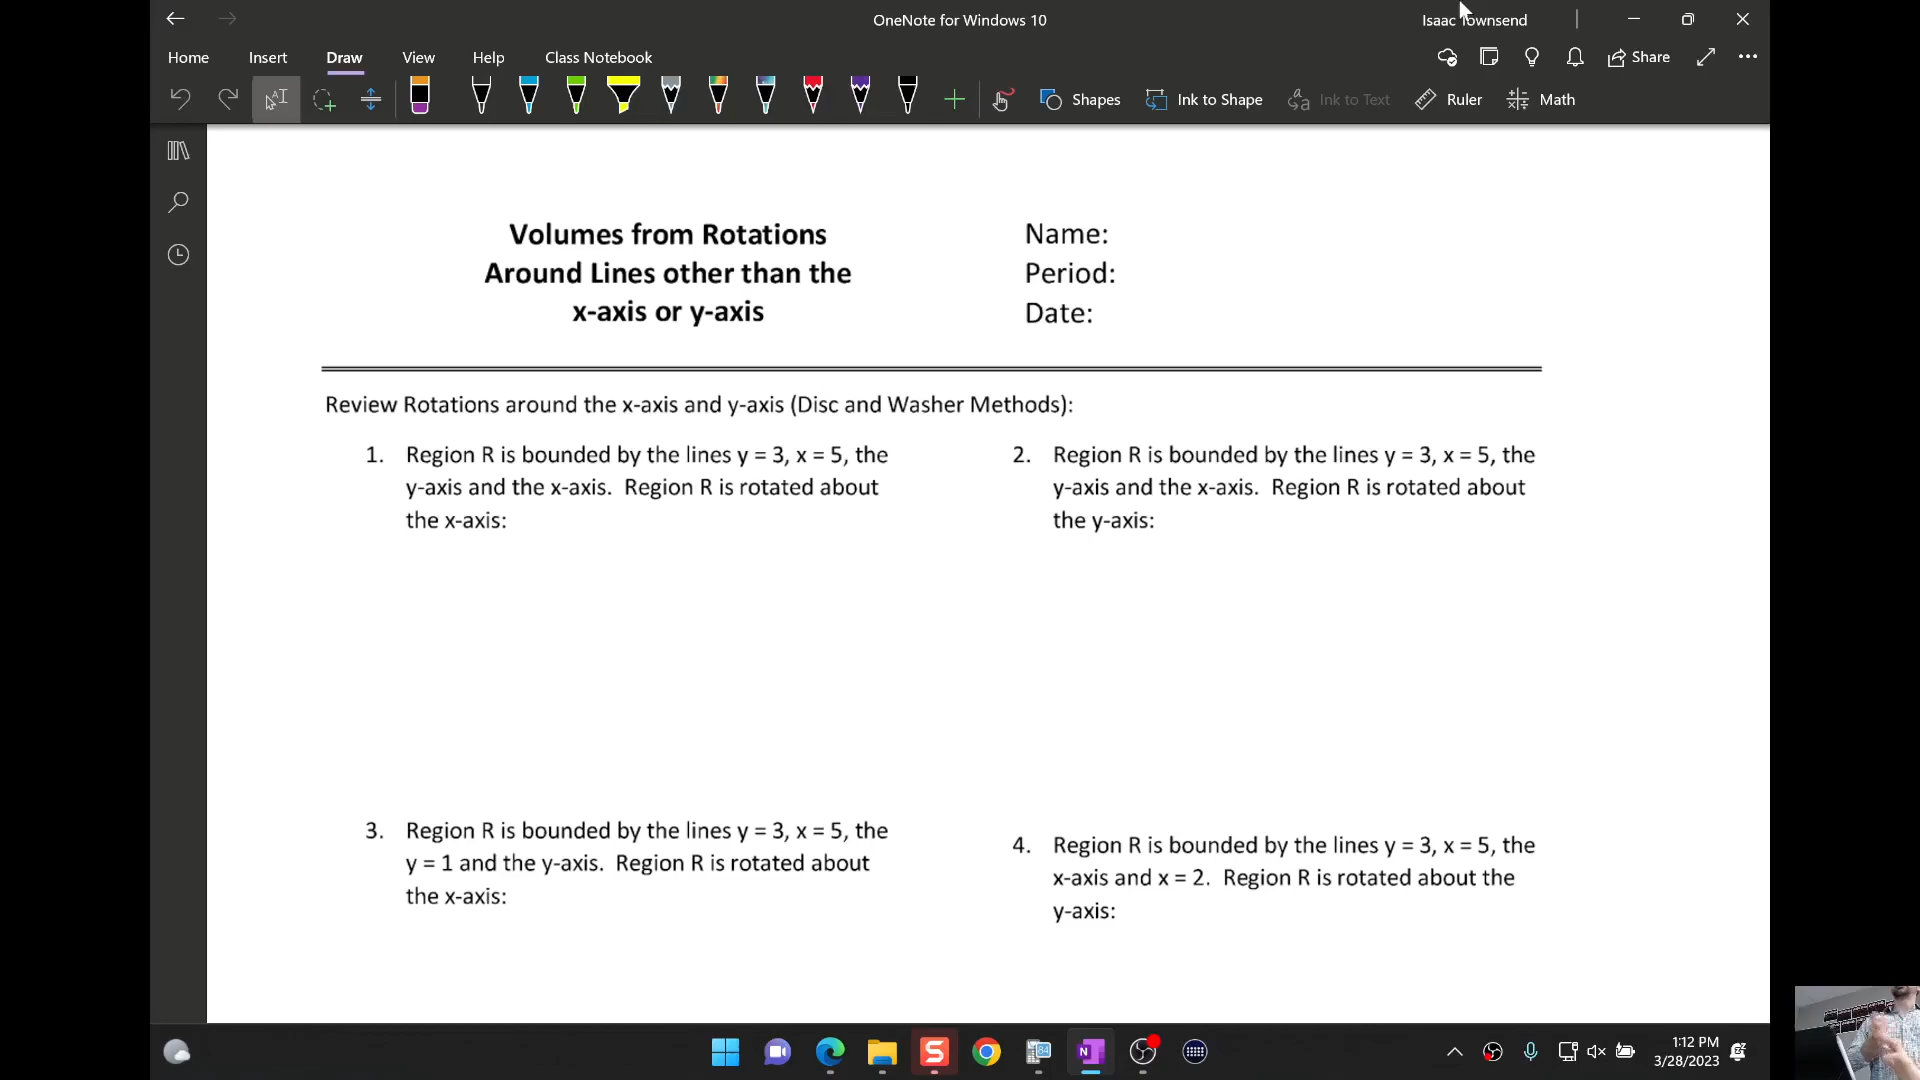 OneNote for Windows 10
Isaac Townsend
Home Insert Draw View Help Class Notebook
Share
Shapes Ink to Shape Ink to Text Ruler Math
Volumes from Rotations
Around Lines other than the
x-axis or y-axis
Name:
Period:
Date:
Review Rotations around the x-axis and y-axis (Disc and Washer Methods):
1. Region R is bounded by the lines y = 3, x = 5, the
y-axis and the x-axis. Region R is rotated about
the x-axis:
2. Region R is bounded by the lines y = 3, x = 5, the
y-axis and the x-axis. Region R is rotated about
the y-axis:
3. Region R is bounded by the lines y = 3, x = 5, the
y = 1 and the y-axis. Region R is rotated about
the x-axis:
4. Region R is bounded by the lines y = 3, x = 5, the
x-axis and x = 2. Region R is rotated about the
y-axis:
1:12 PM
3/28/2023